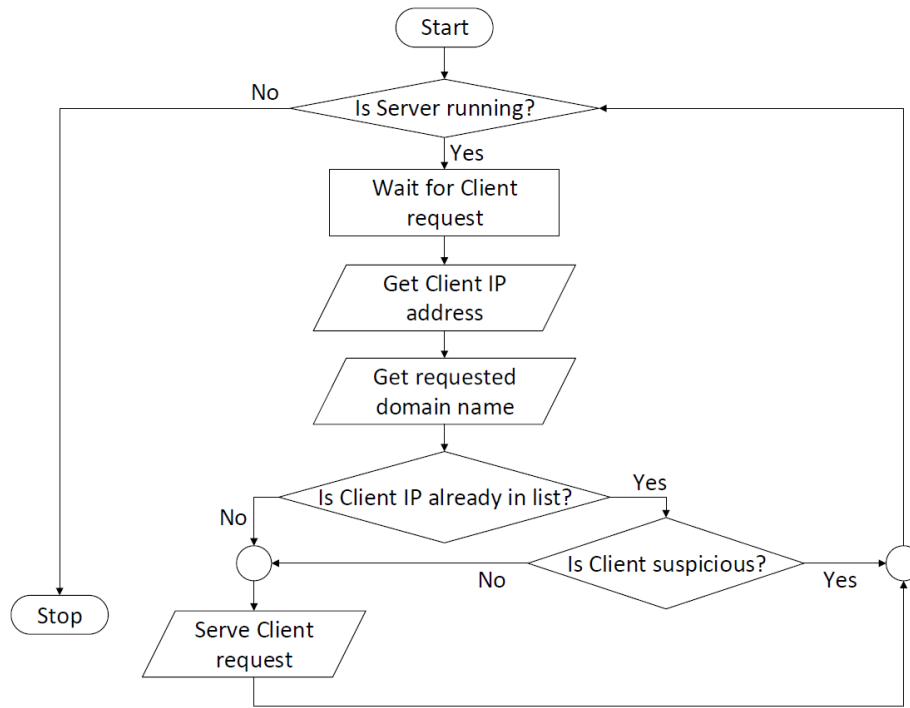 Start
No
Is Server running?
Yes
Wait for Client
request
Get Client IP
address
Get requested
domain name
Is Client IP already in list?
Yes
No
Is Client suspicious?
No
Yes
Stop
Serve Client
request